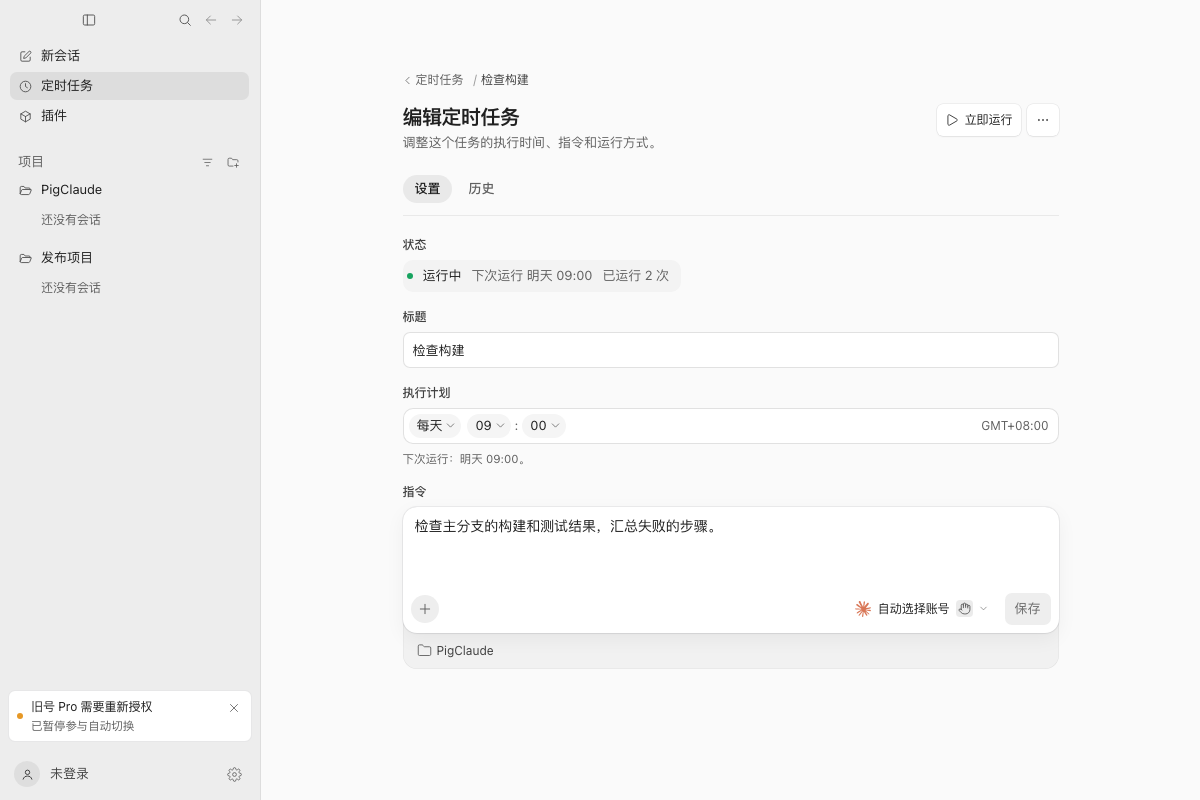 新会话
定时任务
插件
项目
PigClaude
还没有会话
发布项目
还没有会话
旧号 Pro 需要重新授权
已暂停参与自动切换
未登录
定时任务 / 检查构建
编辑定时任务
调整这个任务的执行时间、指令和运行方式。
立即运行
设置 历史
状态
运行中 下次运行 明天 09:00 已运行 2 次
标题
检查构建
执行计划
每天 09 : 00 GMT+08:00
下次运行：明天 09:00。
指令
检查主分支的构建和测试结果，汇总失败的步骤。
自动选择账号 保存
PigClaude